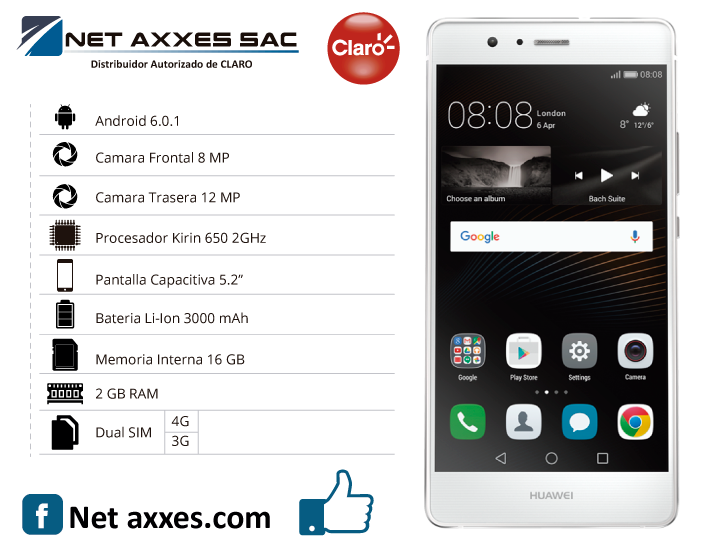 NET AXXES SAC
Distribuidor Autorizado de CLARO
Claro
Android 6.0.1
Camara Frontal 8 MP
Camara Trasera 12 MP
Procesador Kirin 650 2GHz
Pantalla Capacitiva 5.2”
Bateria Li-Ion 3000 mAh
Memoria Interna 16 GB
2 GB RAM
Dual SIM
4G
3G
f Net axxes.com
08:08
08:08 London
6 Apr
8° 12°/6°
Choose an album
Bach Suite
Google
Google Play Store Settings Camera
HUAWEI